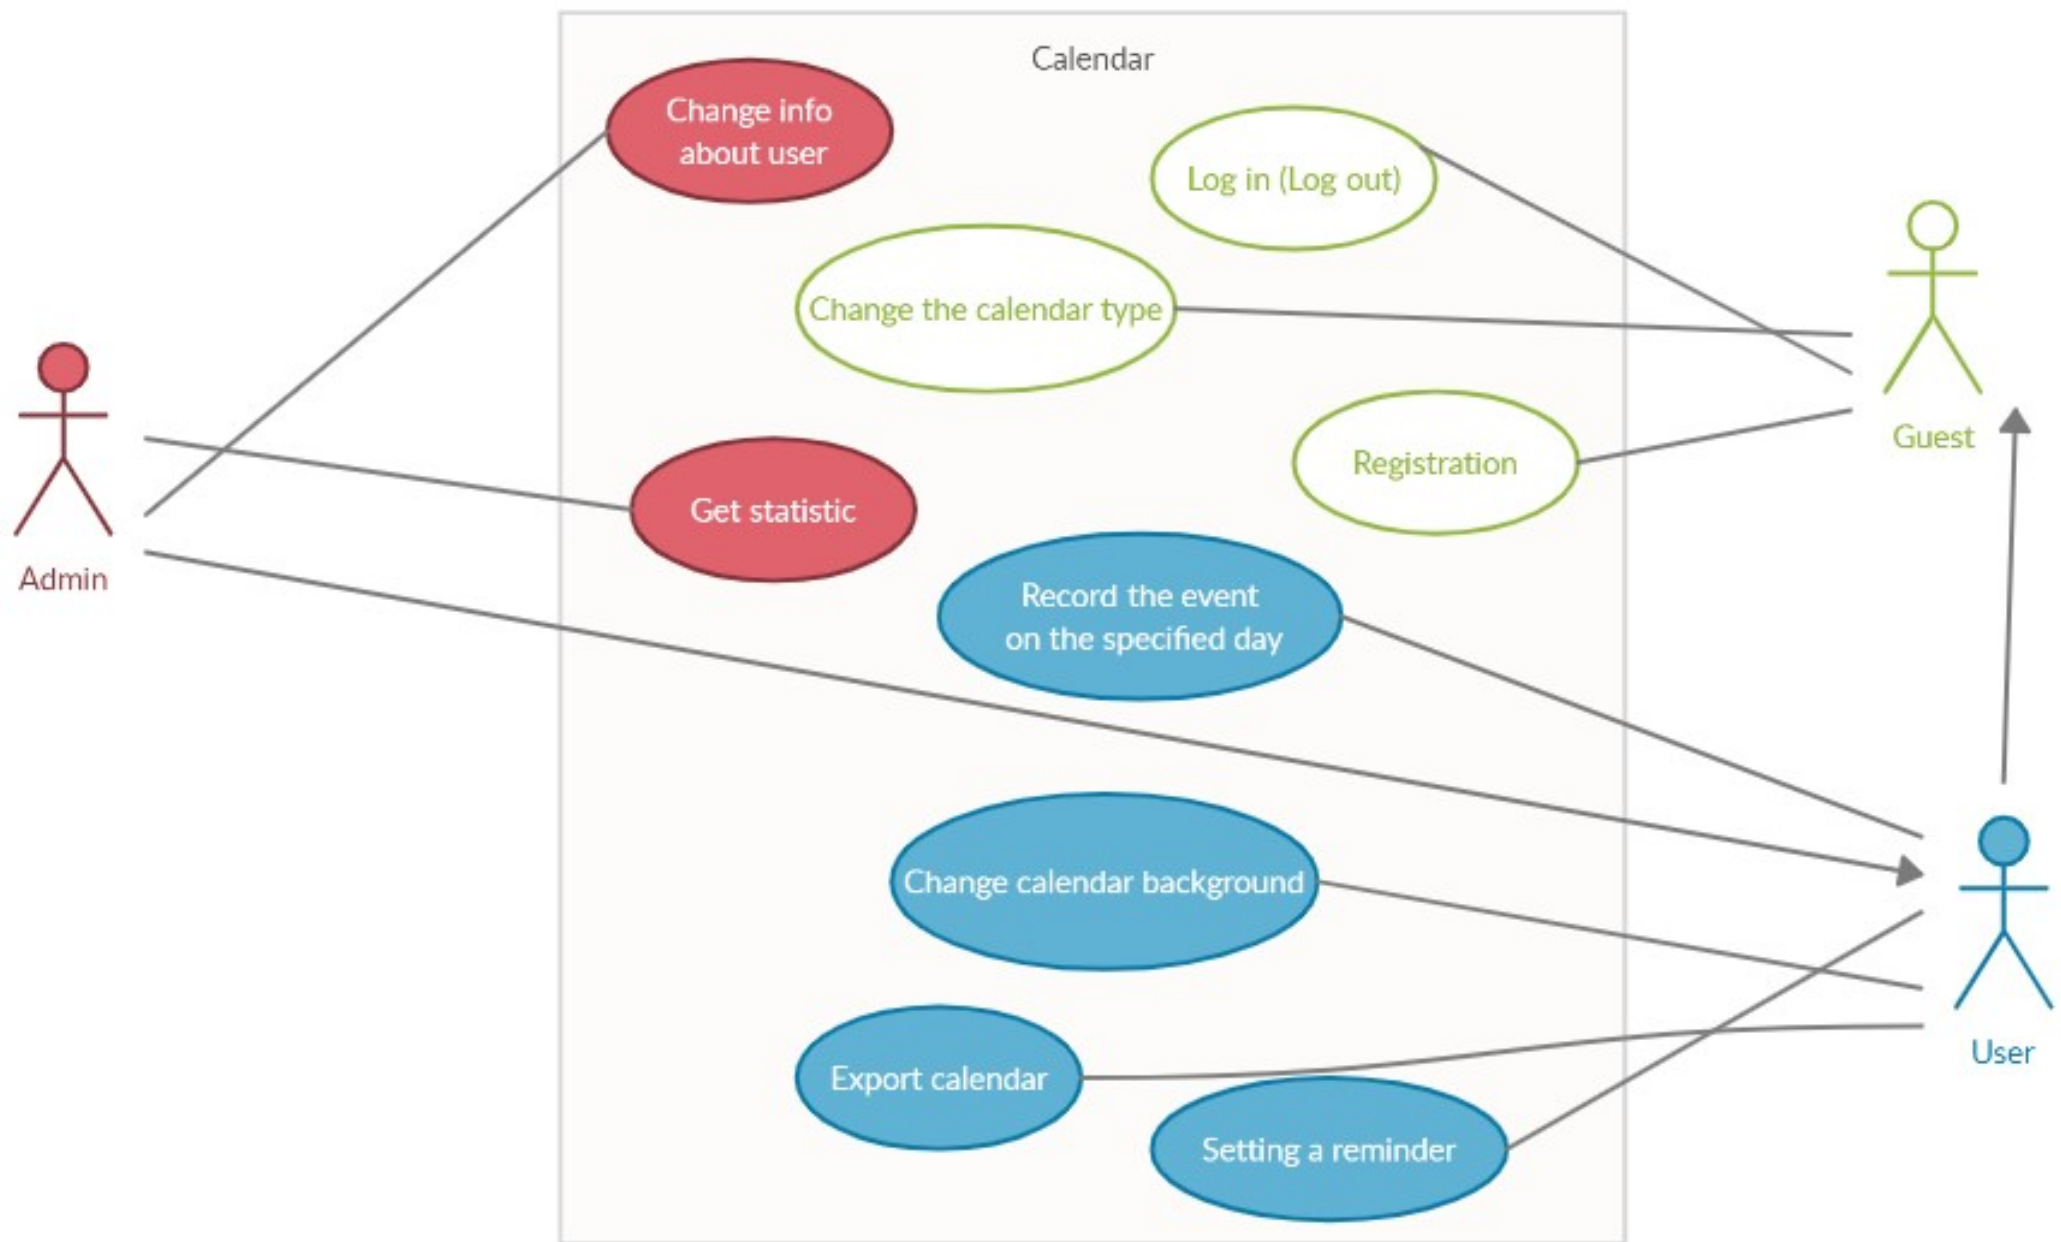 Calendar
Change info
about user
Log in (Log out)
Change the calendar type
Guest
Registration
Get statistic
Admin
Record the event
on the specified day
Change calendar background
User
Export calendar
Setting a reminder